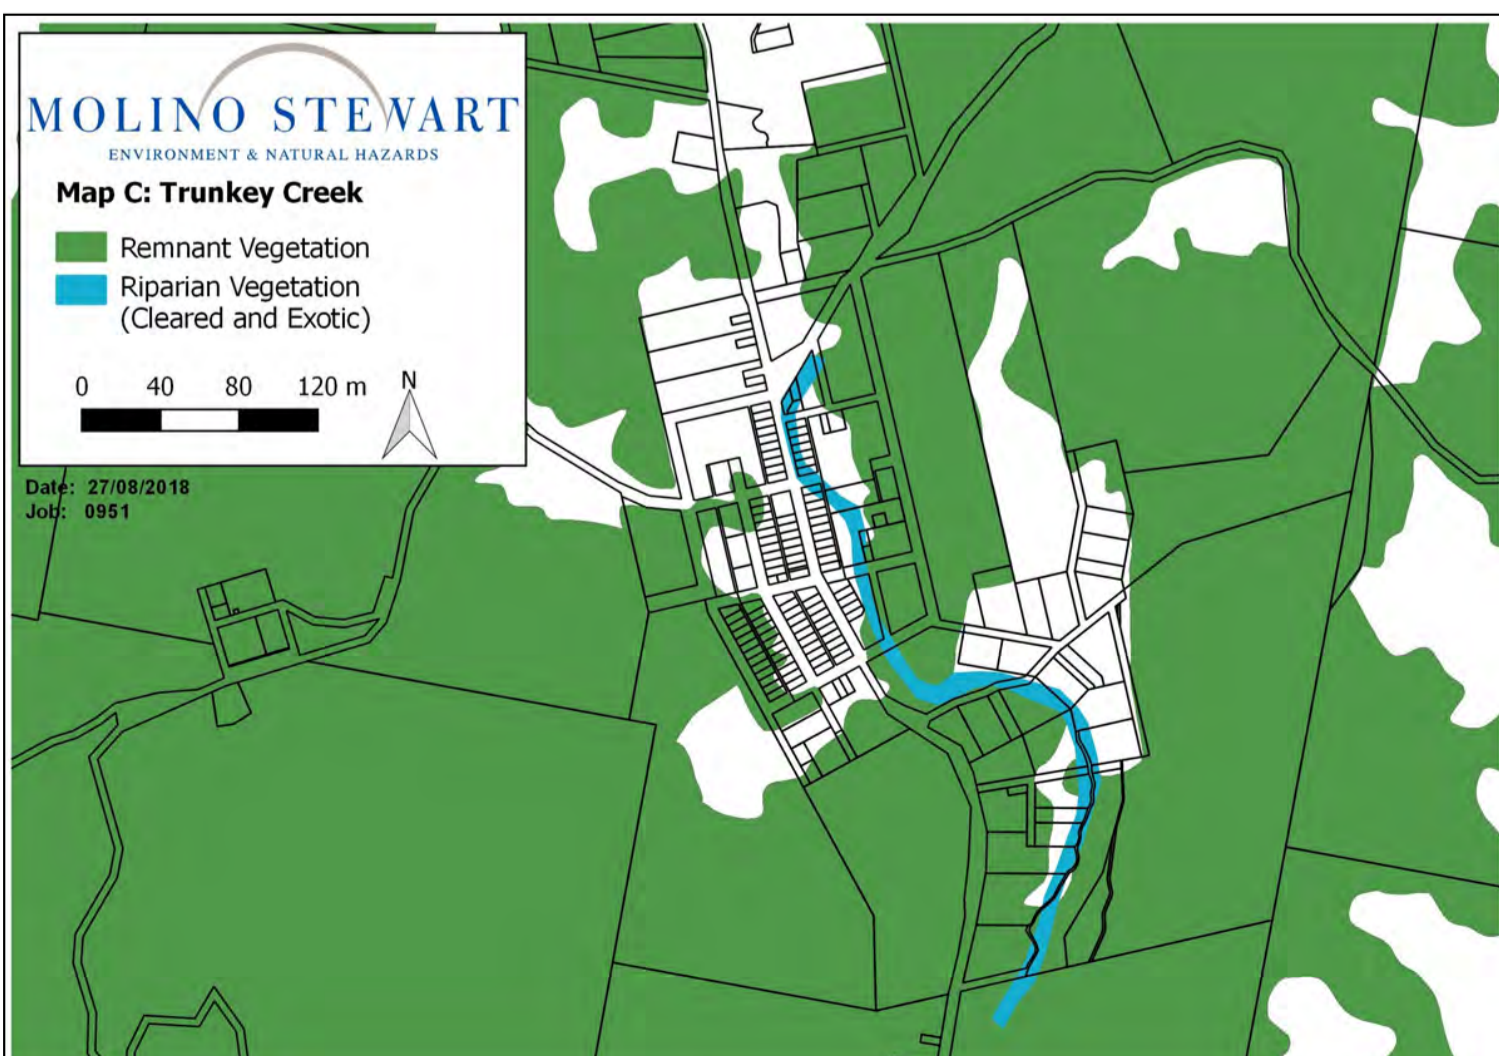 MOLINO STEWART
ENVIRONMENT & NATURAL HAZARDS
Map C: Trunkey Creek
Remnant Vegetation
Riparian Vegetation
(Cleared and Exotic)
0 40 80 120 m N
Date: 27/08/2018
Job: 0951